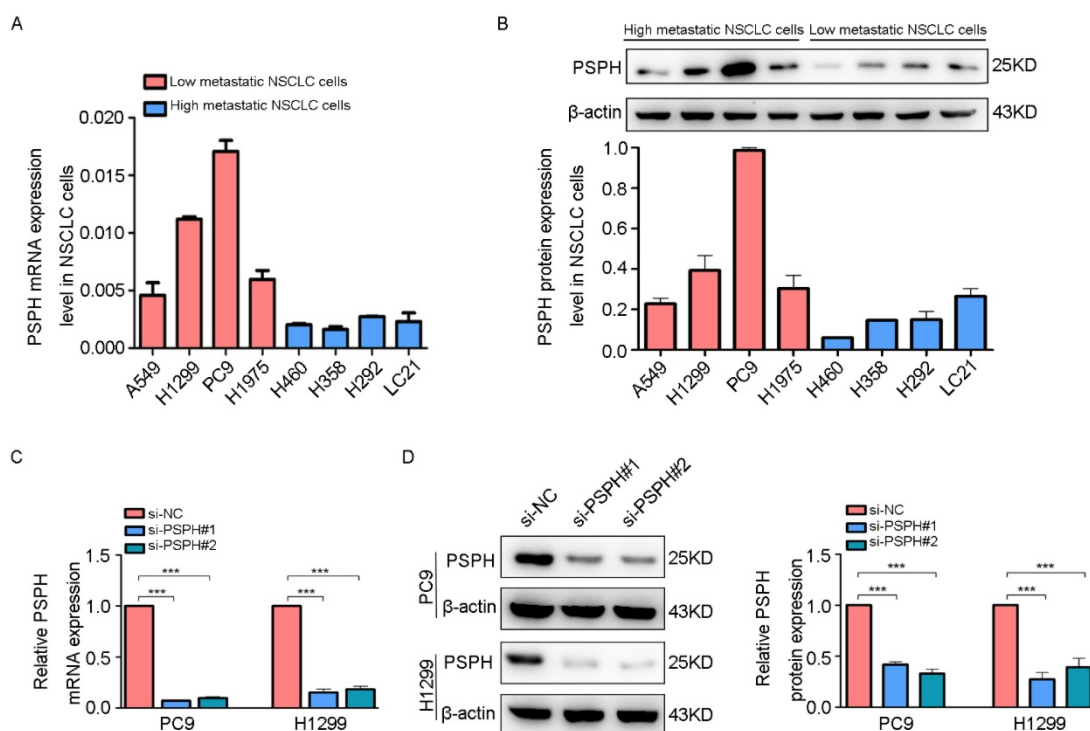 A
Low metastatic NSCLC cells
High metastatic NSCLC cells
PSPH mRNA expression
level in NSCLC cells
0.020
0.015
0.010
0.005
0.000
A549
H1299
PC9
H1975
H460
H358
H292
LC21
B
High metastatic NSCLC cells
Low metastatic NSCLC cells
PSPH
25KD
β-actin
43KD
PSPH protein expression
level in NSCLC cells
1.0
0.8
0.6
0.4
0.2
0.0
A549
H1299
PC9
H1975
H460
H358
H292
LC21
C
si-NC
si-PSPH#1
si-PSPH#2
Relative PSPH
mRNA expression
1.5
1.0
0.5
0.0
***
***
***
***
PC9
H1299
D
si-NC
si-PSPH#1
si-PSPH#2
PC9
PSPH
25KD
β-actin
43KD
H1299
PSPH
25KD
β-actin
43KD
si-NC
si-PSPH#1
si-PSPH#2
Relative PSPH
protein expression
1.5
1.0
0.5
0.0
***
***
***
***
PC9
H1299